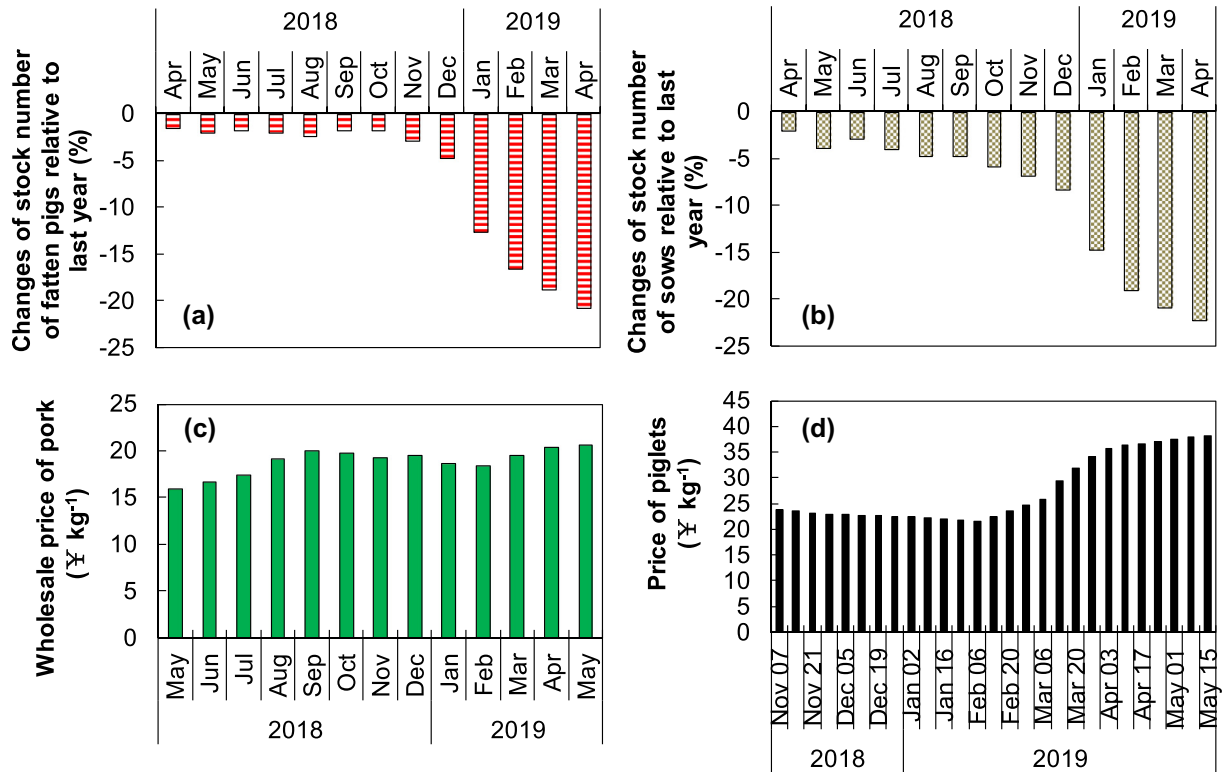 2018 2019
Apr May Jun Jul Aug Sep Oct Nov Dec Jan Feb Mar Apr
0
-5
-10
-15
-20
-25
Changes of stock number
of fatten pigs relative to
last year (%)
(a)
2018 2019
Apr May Jun Jul Aug Sep Oct Nov Dec Jan Feb Mar Apr
0
-5
-10
-15
-20
-25
Changes of stock number
of sows relative to last
year (%)
(b)
25
20
15
10
5
0
Wholesale price of pork
(¥ kg⁻¹)
(c)
May Jun Jul Aug Sep Oct Nov Dec Jan Feb Mar Apr May
2018 2019
45
40
35
30
25
20
15
10
5
0
Price of piglets
(¥ kg⁻¹)
(d)
Nov 07 Nov 21 Dec 05 Dec 19 Jan 02 Jan 16 Feb 06 Feb 20 Mar 06 Mar 20 Apr 03 Apr 17 May 01 May 15
2018 2019